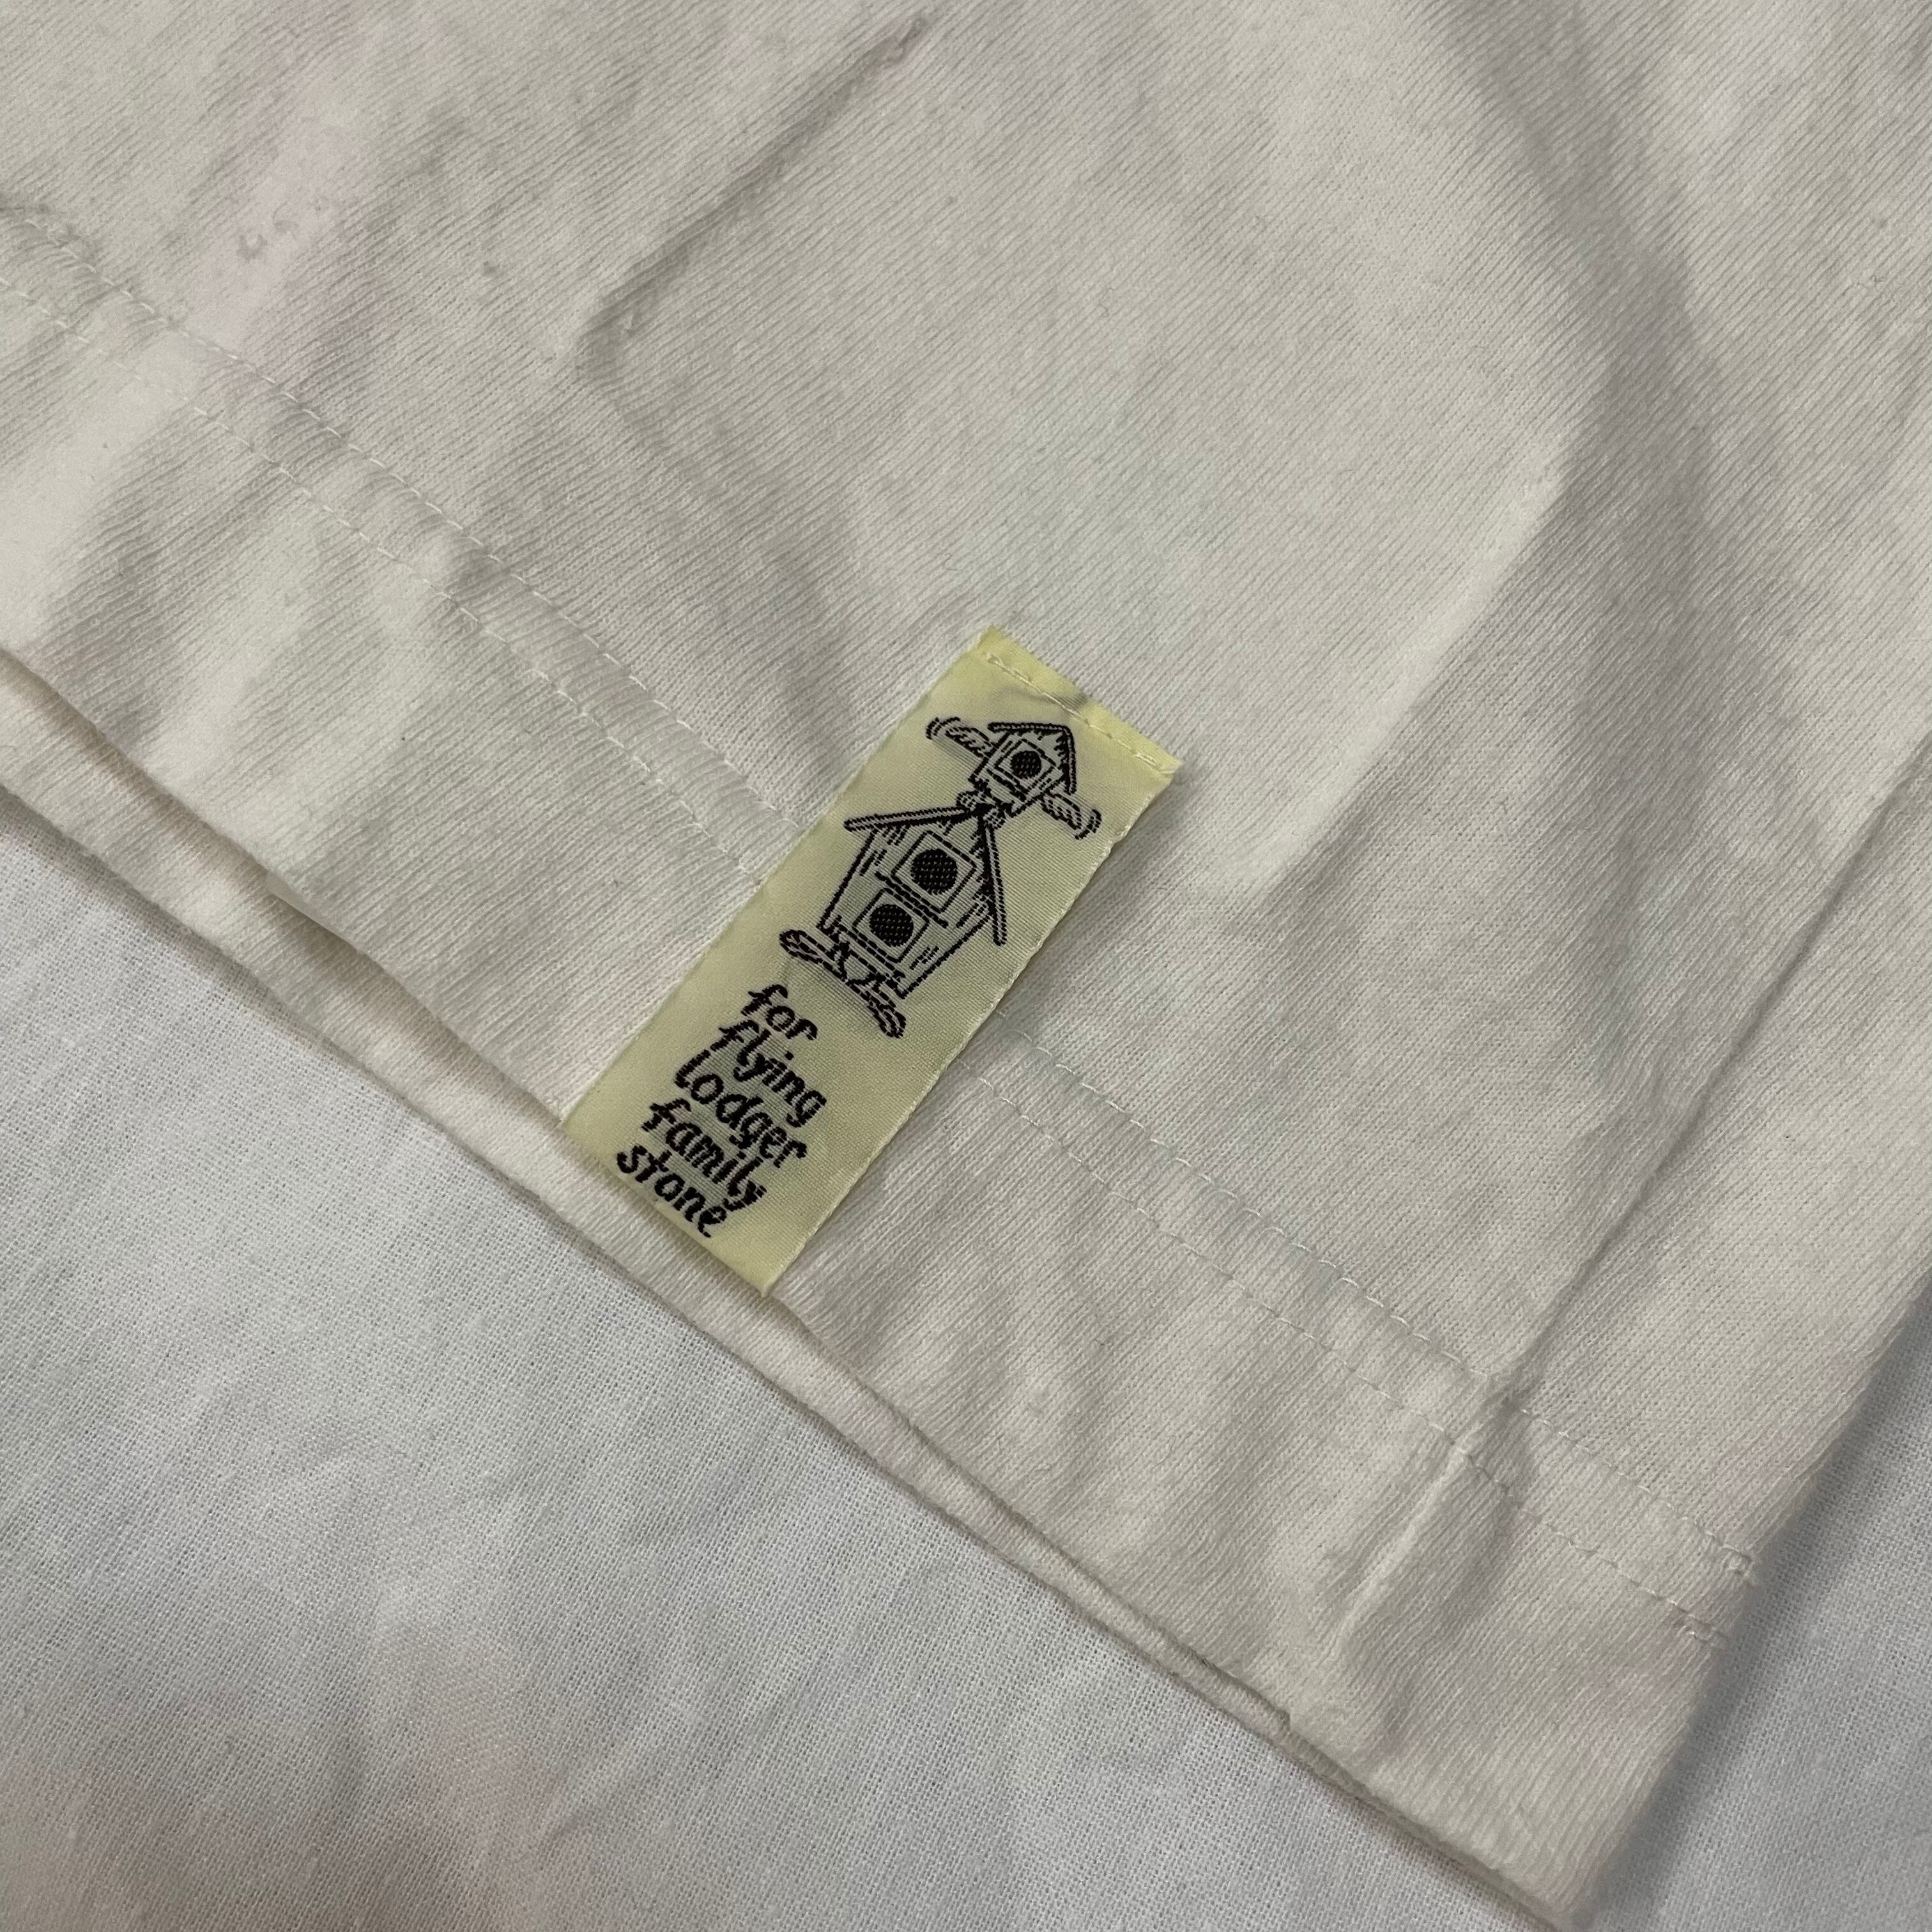 for
flying
Lodger
family
stone